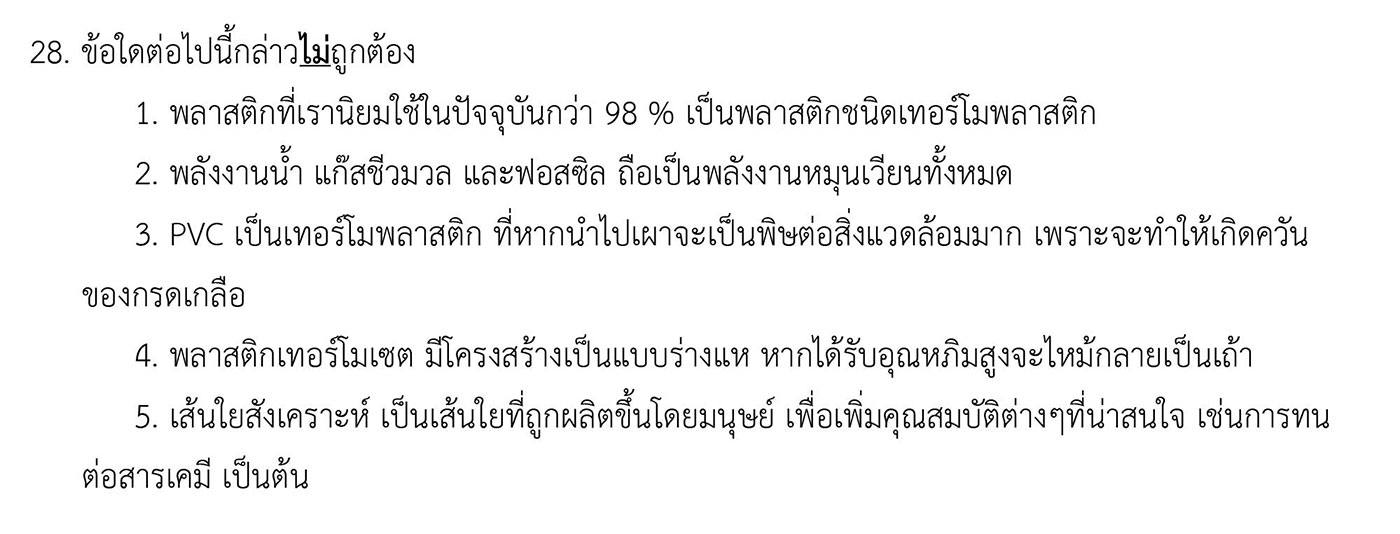 28. ข้อใดต่อไปนี้กล่าวไม่ถูกต้อง
1. พลาสติกที่เรานิยมใช้ในปัจจุบันกว่า 98 % เป็นพลาสติกชนิดเทอร์โมพลาสติก
2. พลังงานน้ำ แก๊สชีวมวล และฟอสซิล ถือเป็นพลังงานหมุนเวียนทั้งหมด
3. PVC เป็นเทอร์โมพลาสติก ที่หากนำไปเผาจะเป็นพิษต่อสิ่งแวดล้อมมาก เพราะจะทำให้เกิดควัน
ของกรดเกลือ
4. พลาสติกเทอร์โมเซต มีโครงสร้างเป็นแบบร่างแห หากได้รับอุณหภิมสูงจะไหม้กลายเป็นเถ้า
5. เส้นใยสังเคราะห์ เป็นเส้นใยที่ถูกผลิตขึ้นโดยมนุษย์ เพื่อเพิ่มคุณสมบัติต่างๆที่น่าสนใจ เช่นการทน
ต่อสารเคมี เป็นต้น